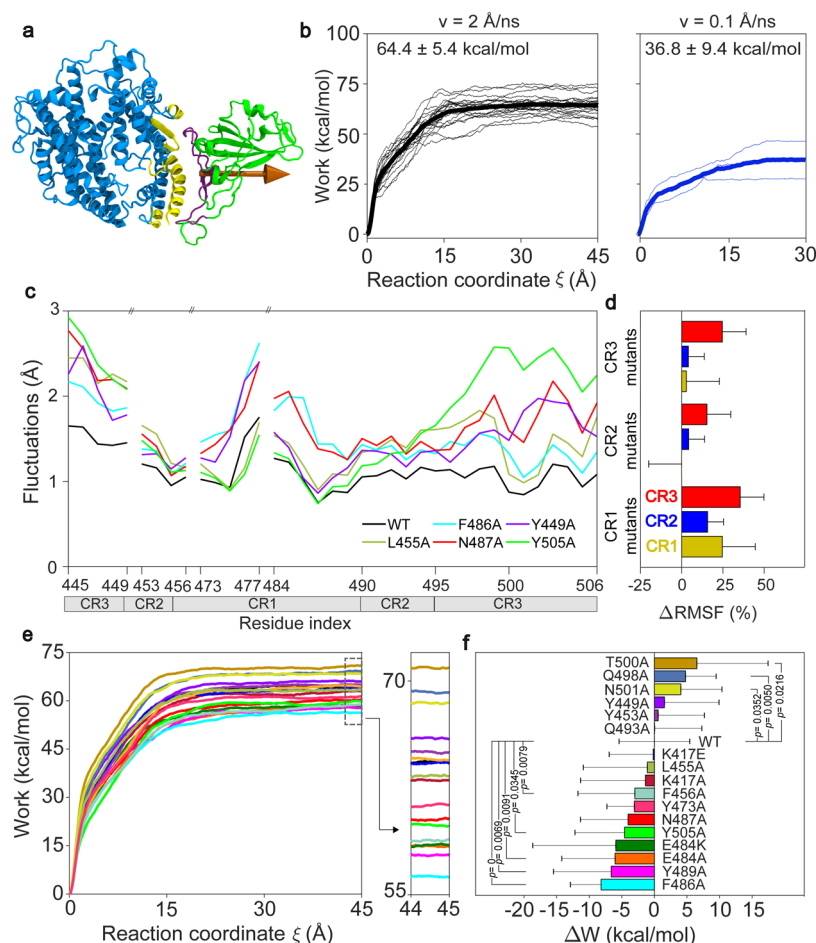 a
b
v = 2 Å/ns
v = 0.1 Å/ns
64.4 ± 5.4 kcal/mol
36.8 ± 9.4 kcal/mol
Work (kcal/mol)
100
75
50
25
0
0 15 30 45
0 15 30
Reaction coordinate ξ (Å)
c
Fluctuations (Å)
3
2
1
0
// // //
WT F486A Y449A
L455A N487A Y505A
445 449 453 456 473 477 484 490 495 500 506
CR3 CR2 CR1 CR2 CR3
Residue index
d
CR3 mutants
CR2 mutants
CR1 mutants
CR3
CR2
CR1
-25 0 25 50
ΔRMSF (%)
e
Work (kcal/mol)
75
60
45
30
15
0
0 15 30 45
Reaction coordinate ξ (Å)
70
55
44 45
f
T500A
Q498A
N501A
Y449A
Y453A
Q493A
WT
K417E
L455A
K417A
F456A
Y473A
N487A
Y505A
E484K
E484A
Y489A
F486A
p= 0.0352
p= 0.0050
p= 0.0216
p= 0
p= 0.0069
p= 0.0091
p= 0.0345
p= 0.0079
-20 -15 -10 -5 0 5 10 15 20
ΔW (kcal/mol)